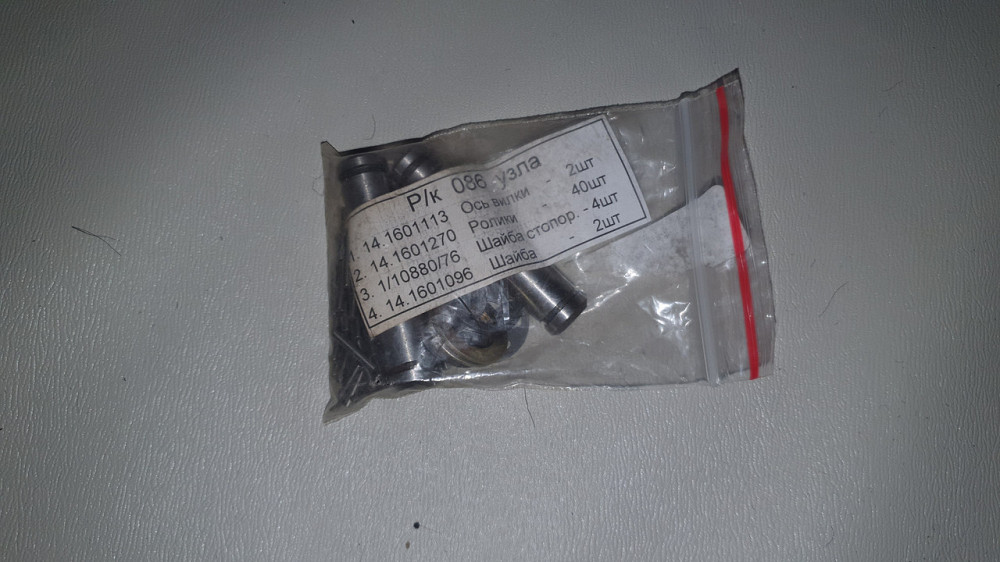 Р/к 086 узла
1. 14.1601113 Ось вилки - 2шт
2. 14.1601270 Ролики - 40шт
3. 1/10880/76 Шайба стопор. - 4шт
4. 14.1601096 Шайба - 2шт